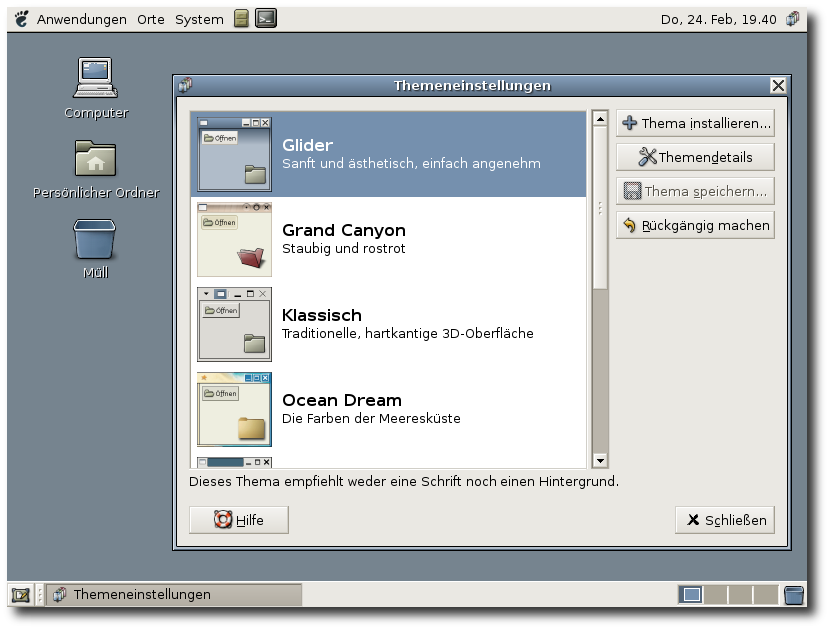 Anwendungen Orte System
Do, 24. Feb, 19.40
Computer
Persönlicher Ordner
Müll
Themeneinstellungen
Öffnen
Glider
Sanft und ästhetisch, einfach angenehm
Öffnen
Grand Canyon
Staubig und rostrot
Öffnen
Klassisch
Traditionelle, hartkantige 3D-Oberfläche
Öffnen
Ocean Dream
Die Farben der Meeresküste
Thema installieren...
Themendetails
Thema speichern...
Rückgängig machen
Dieses Thema empfiehlt weder eine Schrift noch einen Hintergrund.
Hilfe
Schließen
Themeneinstellungen